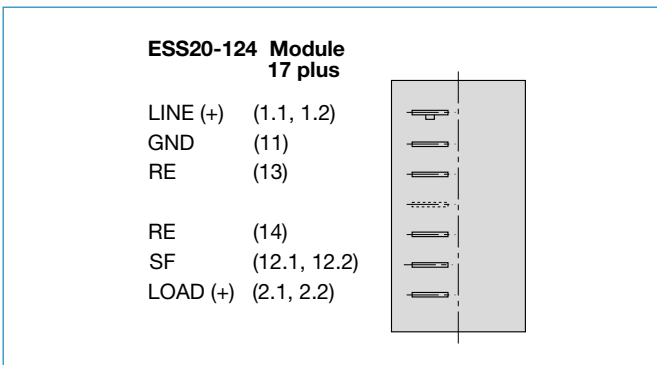 ESS20-124 Module
17 plus
LINE (+) (1.1, 1.2)
GND (11)
RE (13)
RE (14)
SF (12.1, 12.2)
LOAD (+) (2.1, 2.2)